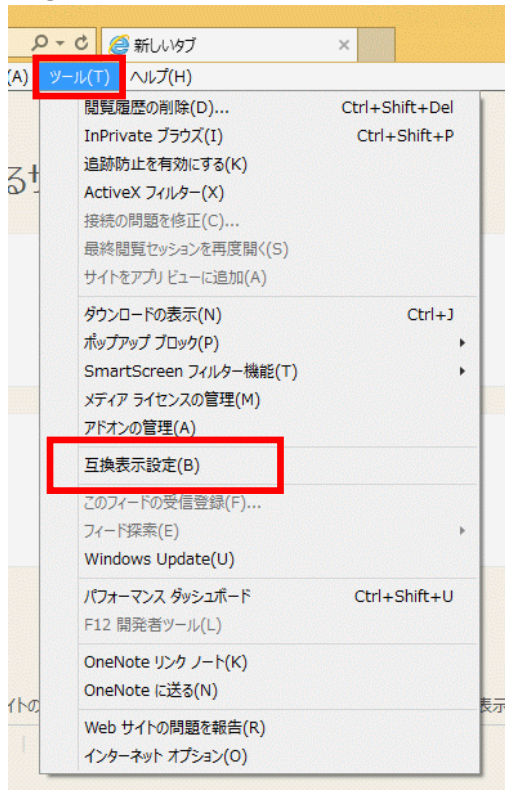 新しいタブ
(A) ツール(T) ヘルプ(H)
閲覧履歴の削除(D)... Ctrl+Shift+Del
InPrivate ブラウズ(I) Ctrl+Shift+P
追跡防止を有効にする(K)
ActiveX フィルター(X)
接続の問題を修正(C)...
最終閲覧セッションを再度開く(S)
サイトをアプリ ビューに追加(A)
ダウンロードの表示(N) Ctrl+J
ポップアップ ブロック(P)
SmartScreen フィルター機能(T)
メディア ライセンスの管理(M)
アドオンの管理(A)
互換表示設定(B)
このフィードの受信登録(F)...
フィード探索(E)
Windows Update(U)
パフォーマンス ダッシュボード Ctrl+Shift+U
F12 開発者ツール(L)
OneNote リンク ノート(K)
OneNote に送る(N)
イトの 表示
Web サイトの問題を報告(R)
インターネット オプション(O)